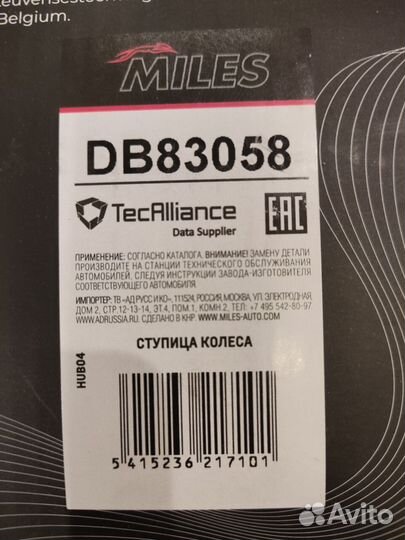 Belgium.
MILES
DB83058
TecAlliance
Data Supplier
EAC
ПРИМЕНЕНИЕ: СОГЛАСНО КАТАЛОГА. ВНИМАНИЕ! ЗАМЕНУ ДЕТАЛИ
ПРОИЗВОДИТЕ НА СТАНЦИИ ТЕХНИЧЕСКОГО ОБСЛУЖИВАНИЯ
АВТОМОБИЛЕЙ, СЛЕДУЯ ИНСТРУКЦИИ ЗАВОДА-ИЗГОТОВИТЕЛЯ
СООТВЕТСТВУЮЩЕГО АВТОМОБИЛЯ
ИМПОРТЕР: ТВ «АД РУСС И КО», 111524, РОССИЯ, МОСКВА, УЛ. ЭЛЕКТРОДНАЯ,
ДОМ 2, СТР. 12-13-14, ЭТ.4, ПОМ.1, КОМН. 2, ТЕЛ. +7 495 542-80-97
WWW.ADRUSSIA.RU. СДЕЛАНО В КНР. WWW.MILES-AUTO.COM
СТУПИЦА КОЛЕСА
HUB04
5 415236 217101
Avito